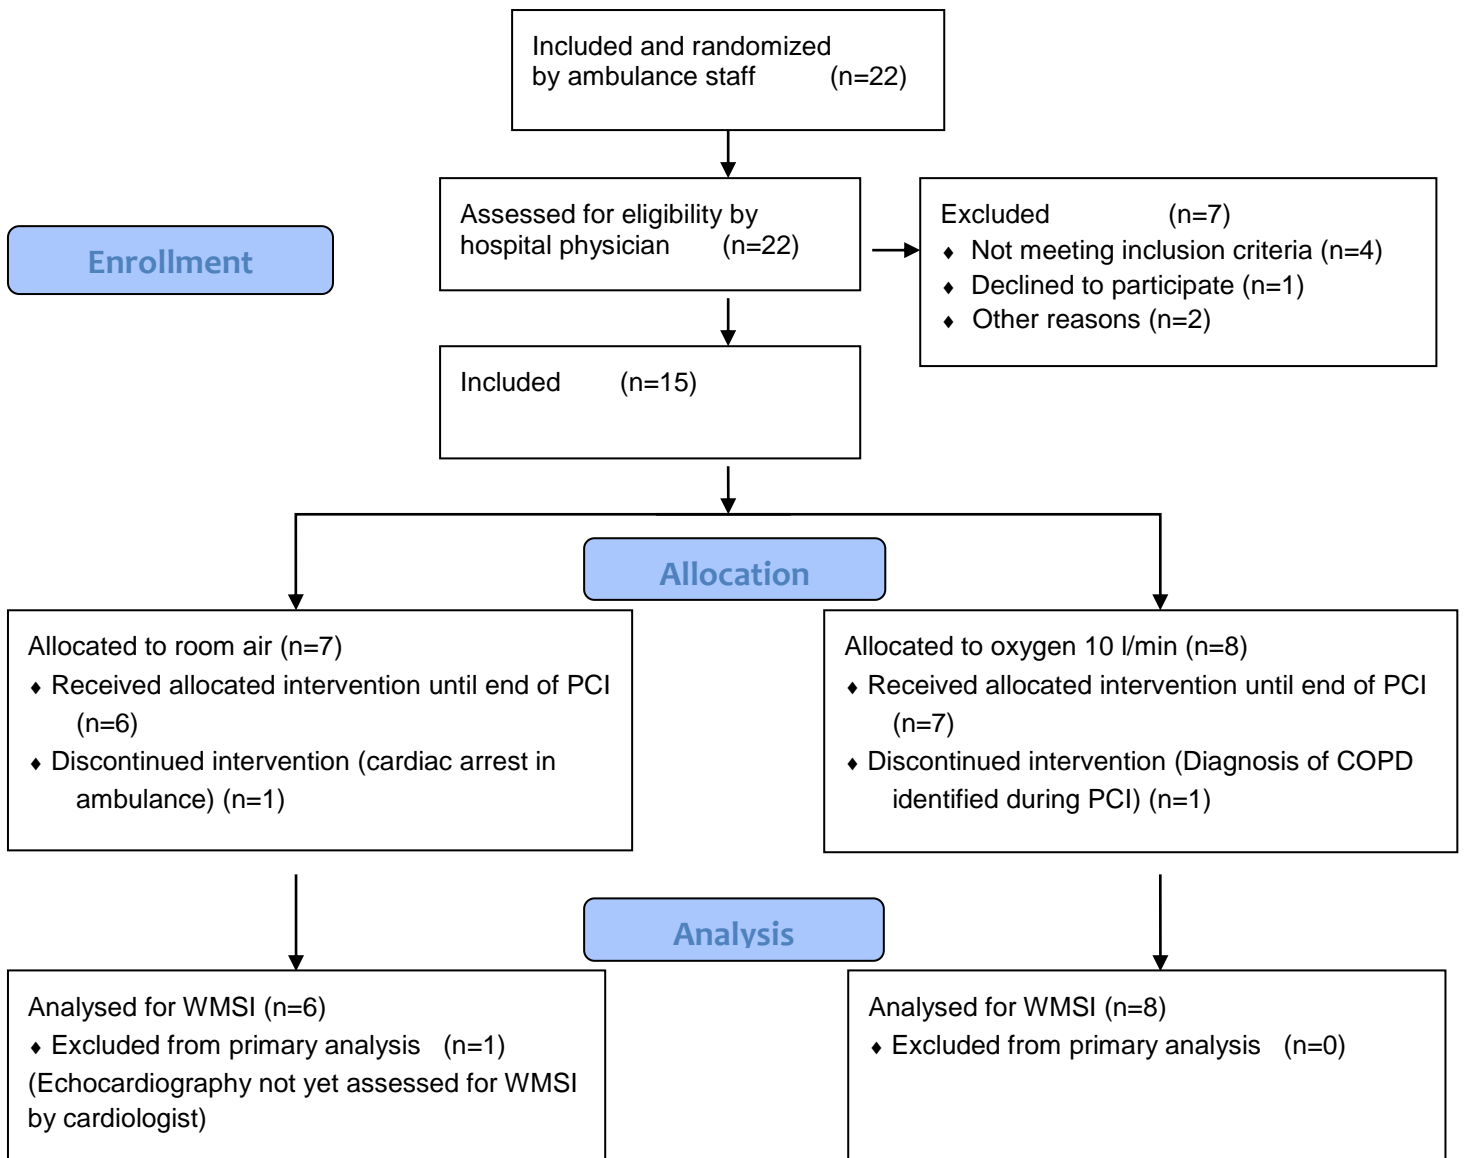 Included and randomized
by ambulance staff (n=22)
Assessed for eligibility by
hospital physician (n=22)
Excluded (n=7)
♦ Not meeting inclusion criteria (n=4)
♦ Declined to participate (n=1)
♦ Other reasons (n=2)
Enrollment
Included (n=15)
Allocation
Allocated to room air (n=7)
♦ Received allocated intervention until end of PCI
(n=6)
♦ Discontinued intervention (cardiac arrest in
ambulance) (n=1)
Allocated to oxygen 10 l/min (n=8)
♦ Received allocated intervention until end of PCI
(n=7)
♦ Discontinued intervention (Diagnosis of COPD
identified during PCI) (n=1)
Analysis
Analysed for WMSI (n=6)
♦ Excluded from primary analysis (n=1)
(Echocardiography not yet assessed for WMSI
by cardiologist)
Analysed for WMSI (n=8)
♦ Excluded from primary analysis (n=0)